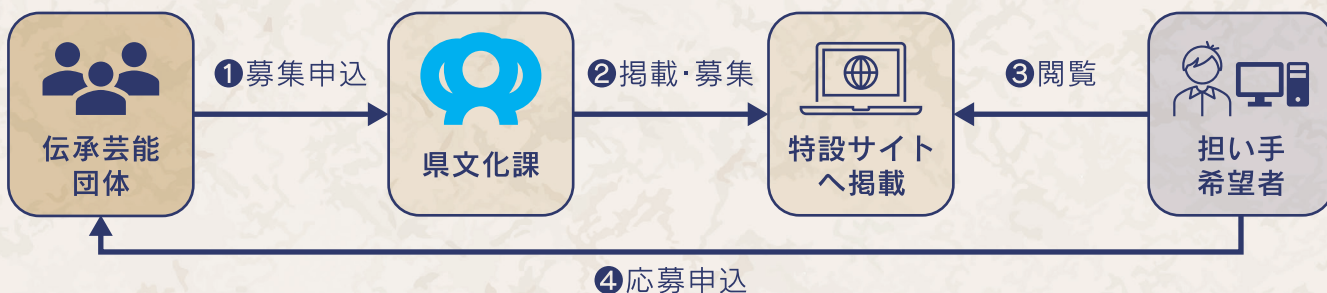 ❶募集申込
❷掲載・募集
❸閲覧
伝承芸能
団体
県文化課
特設サイト
へ掲載
担い手
希望者
❹応募申込